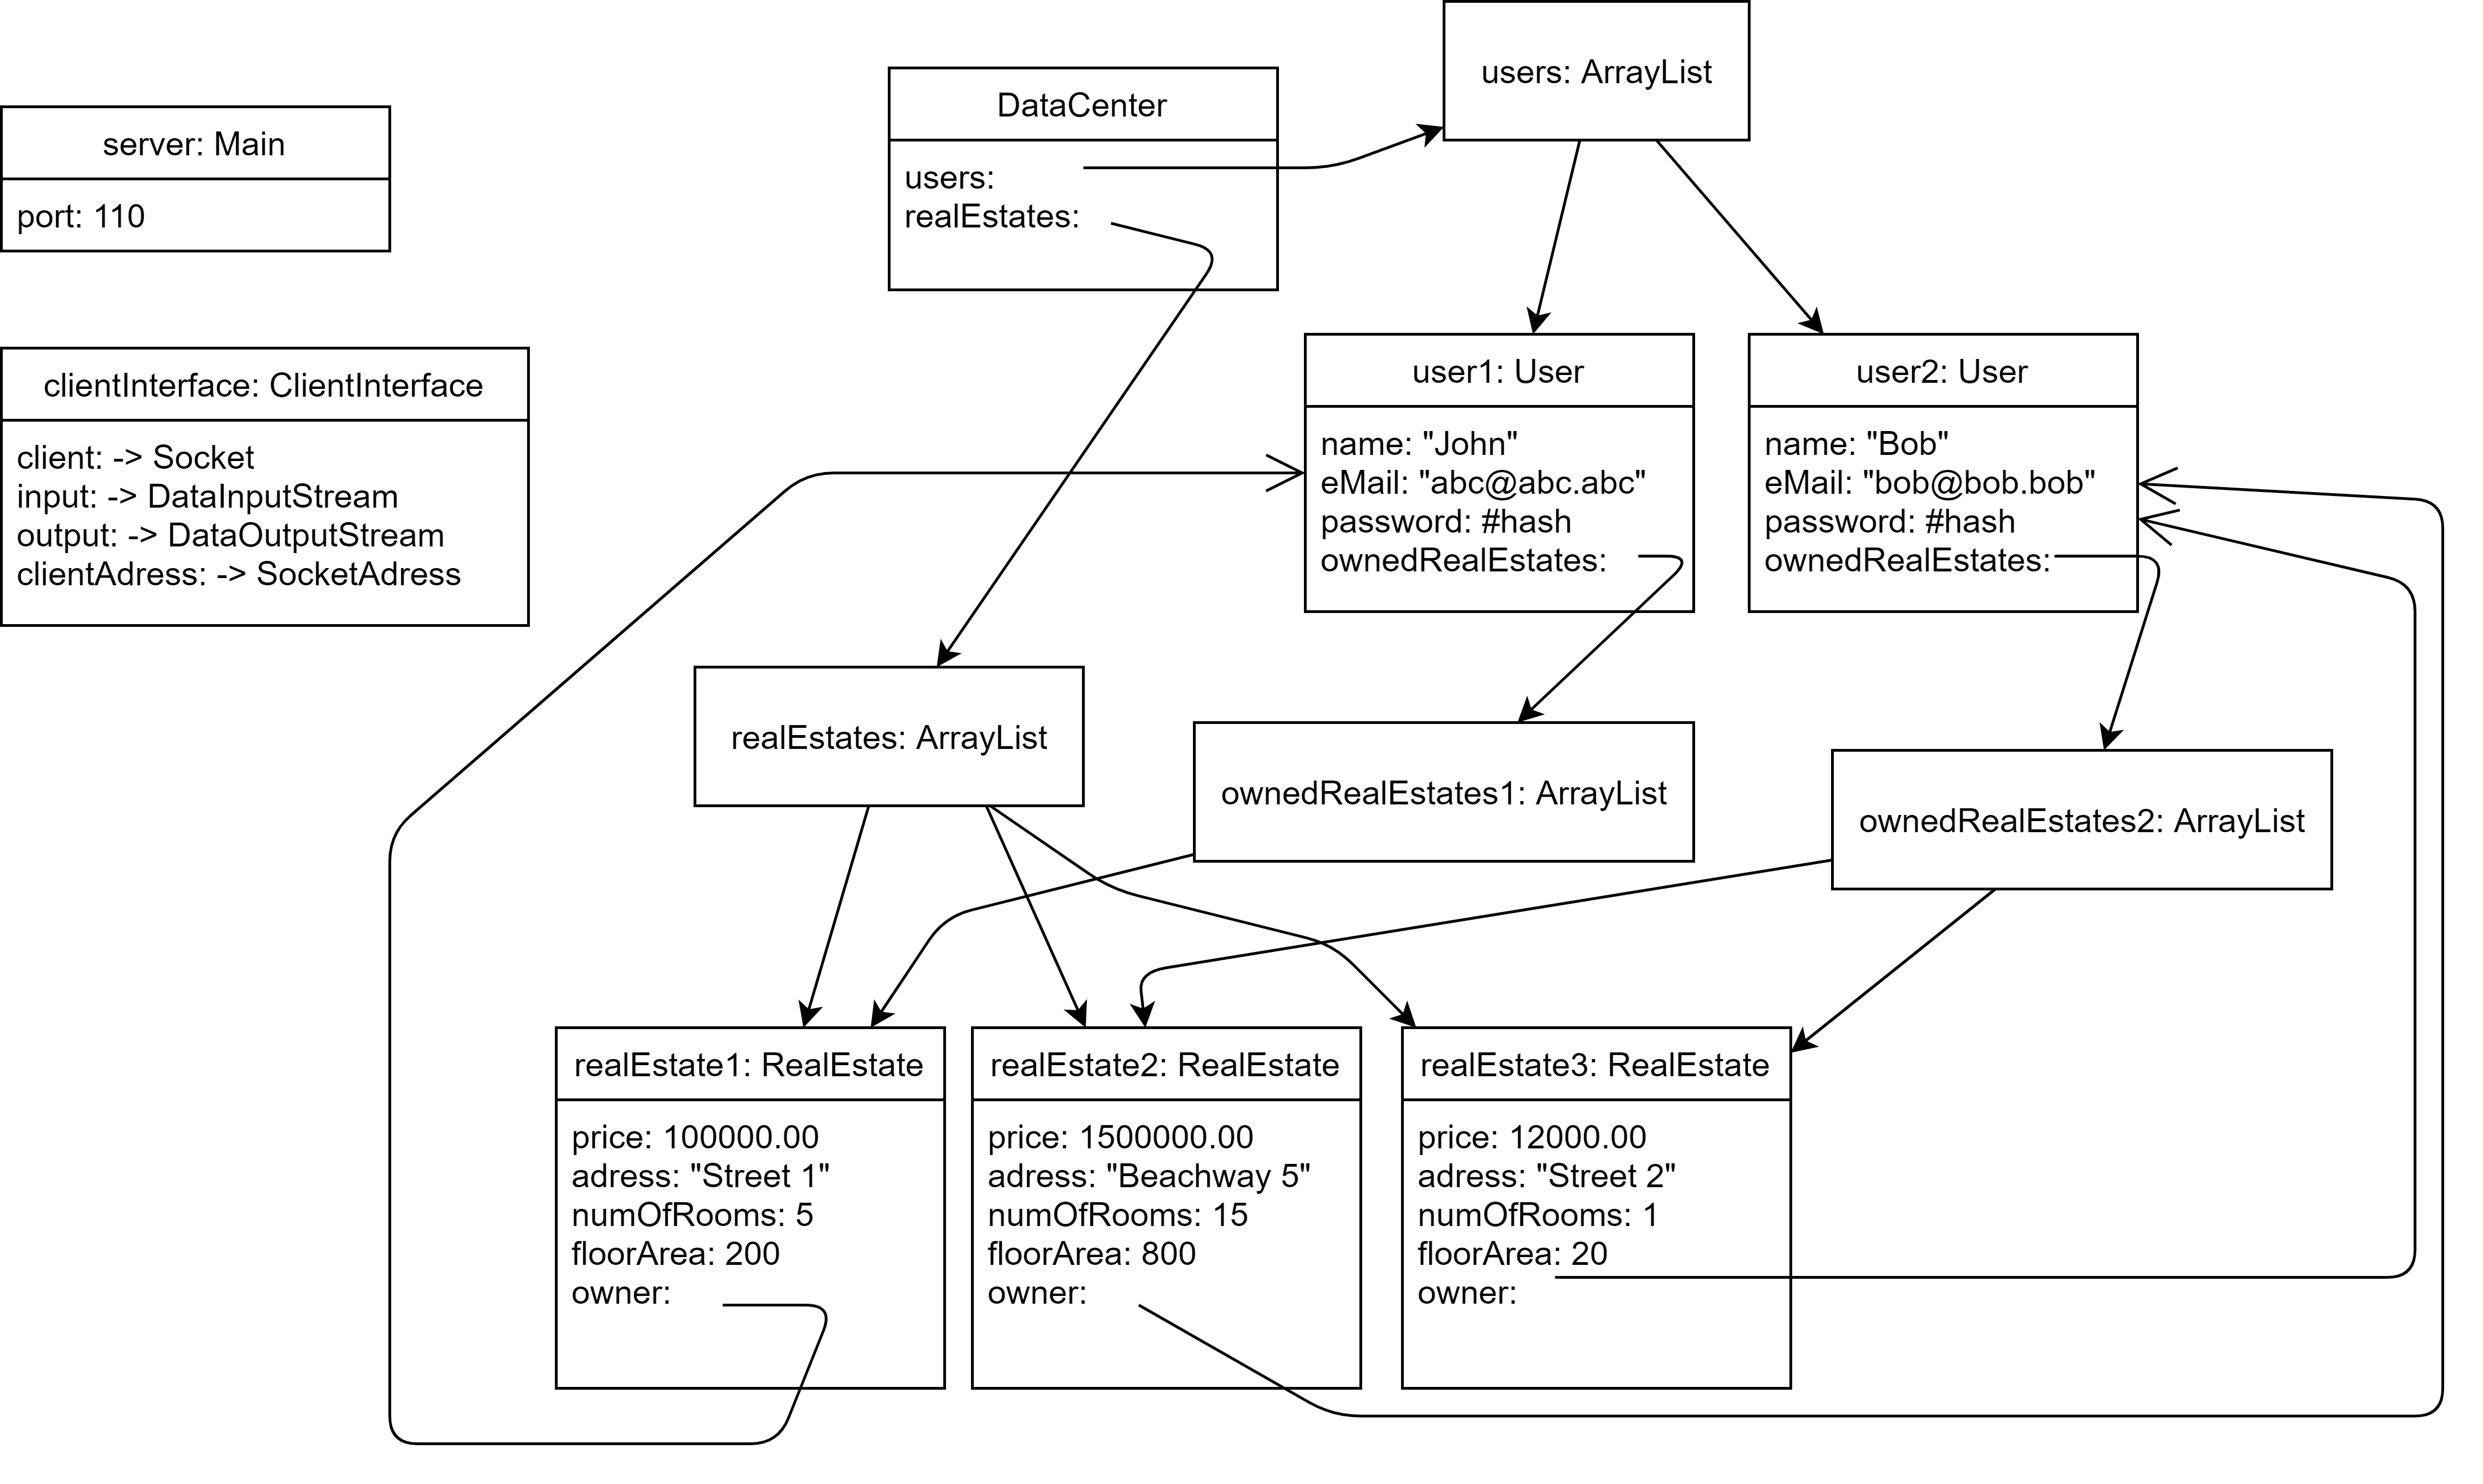 users: ArrayList
DataCenter
users:
realEstates:
server: Main
port: 110
clientInterface: ClientInterface
client: -> Socket
input: -> DataInputStream
output: -> DataOutputStream
clientAdress: -> SocketAdress
user1: User
name: "John"
eMail: "abc@abc.abc"
password: #hash
ownedRealEstates:
user2: User
name: "Bob"
eMail: "bob@bob.bob"
password: #hash
ownedRealEstates:
realEstates: ArrayList
ownedRealEstates1: ArrayList
ownedRealEstates2: ArrayList
realEstate1: RealEstate
price: 100000.00
adress: "Street 1"
numOfRooms: 5
floorArea: 200
owner:
realEstate2: RealEstate
price: 1500000.00
adress: "Beachway 5"
numOfRooms: 15
floorArea: 800
owner:
realEstate3: RealEstate
price: 12000.00
adress: "Street 2"
numOfRooms: 1
floorArea: 20
owner: